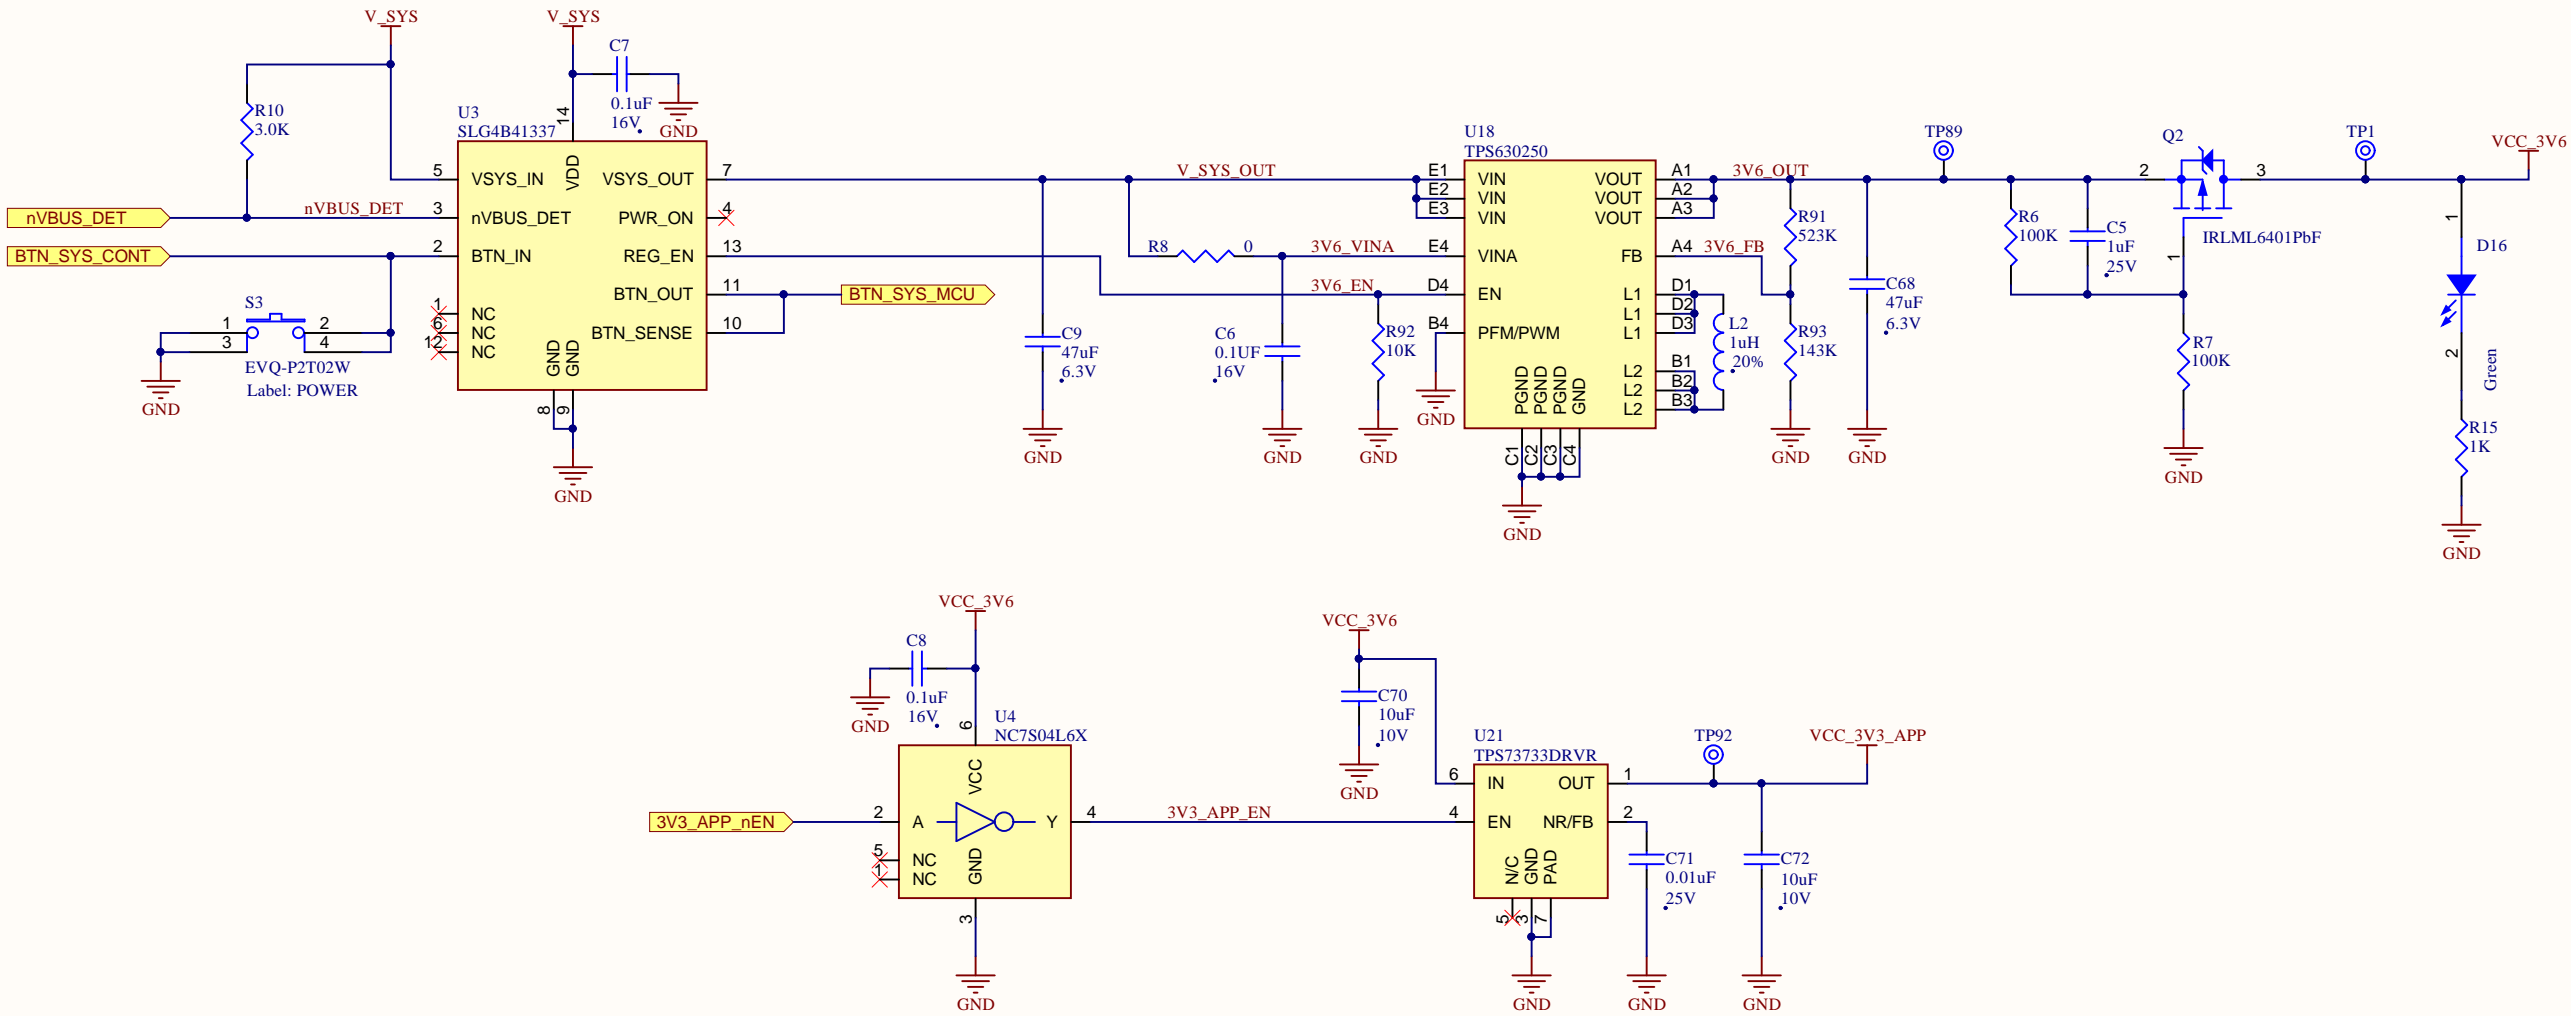 V_SYS
V_SYS
C7
0.1uF
16V
GND
R10
3.0K
U3
SLG4B41337
14
VDD
5
VSYS_IN
VSYS_OUT
7
nVBUS_DET
nVBUS_DET
3
nVBUS_DET
PWR_ON
4
BTN_SYS_CONT
2
BTN_IN
REG_EN
13
BTN_OUT
11
BTN_SYS_MCU
BTN_SENSE
10
1
NC
6
NC
12
NC
GND
GND
8
9
GND
S3
1
2
3
4
EVQ-P2T02W
Label: POWER
GND
V_SYS_OUT
R8
0
3V6_VINA
3V6_EN
C9
47uF
6.3V
GND
C6
0.1UF
16V
GND
R92
10K
GND
U18
TPS630250
E1
VIN
E2
VIN
E3
VIN
E4
VINA
D4
EN
B4
PFM/PWM
GND
VOUT
A1
VOUT
A2
VOUT
A3
FB
A4
L1
D1
L1
D2
L1
D3
L2
B1
L2
B2
L2
B3
PGND
PGND
PGND
GND
C1
C2
C3
C4
GND
3V6_OUT
3V6_FB
L2
1uH
20%
R91
523K
R93
143K
GND
C68
47uF
6.3V
GND
TP89
R6
100K
C5
1uF
25V
Q2
2
3
1
IRLML6401PbF
R7
100K
GND
TP1
VCC_3V6
1
D16
2
Green
R15
1K
GND
VCC_3V6
C8
0.1uF
16V
GND
U4
NC7S04L6X
6
VCC
3V3_APP_nEN
2
A
Y
4
5
NC
1
NC
GND
3
GND
3V3_APP_EN
VCC_3V6
C70
10uF
10V
GND
U21
TPS73733DRVR
6
IN
OUT
1
4
EN
NR/FB
2
N/C
GND
PAD
5
3
7
GND
TP92
VCC_3V3_APP
C71
0.01uF
25V
GND
C72
10uF
10V
GND